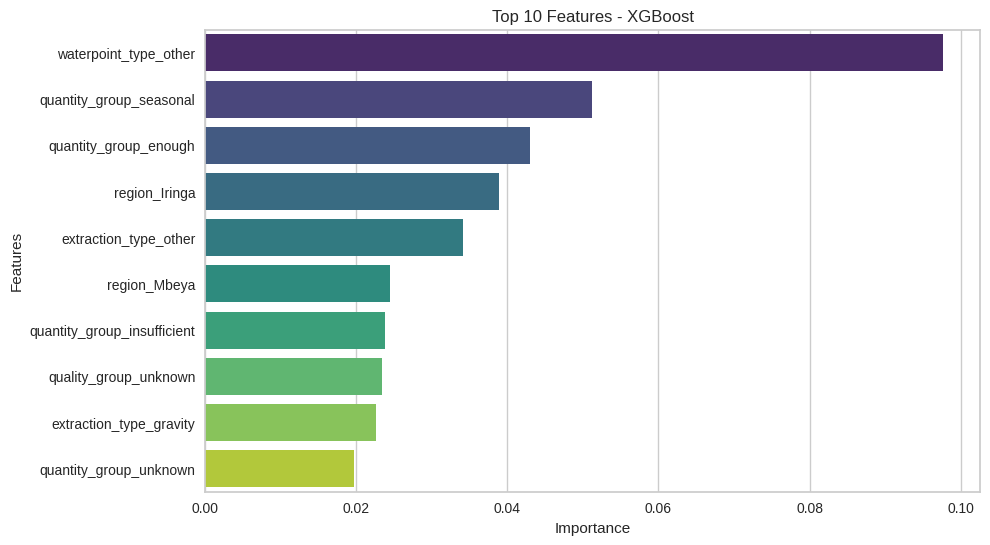 Top 10 Features - XGBoost
Features
waterpoint_type_other
quantity_group_seasonal
quantity_group_enough
region_Iringa
extraction_type_other
region_Mbeya
quantity_group_insufficient
quality_group_unknown
extraction_type_gravity
quantity_group_unknown
0.00 0.02 0.04 0.06 0.08 0.10
Importance